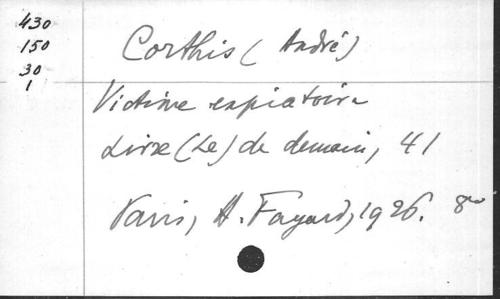 430
150
30
1
Corthis (André)
Victime expiatoire
Livre (Le) de demain, 41
Paris, A. Fayard, 1926. 8°